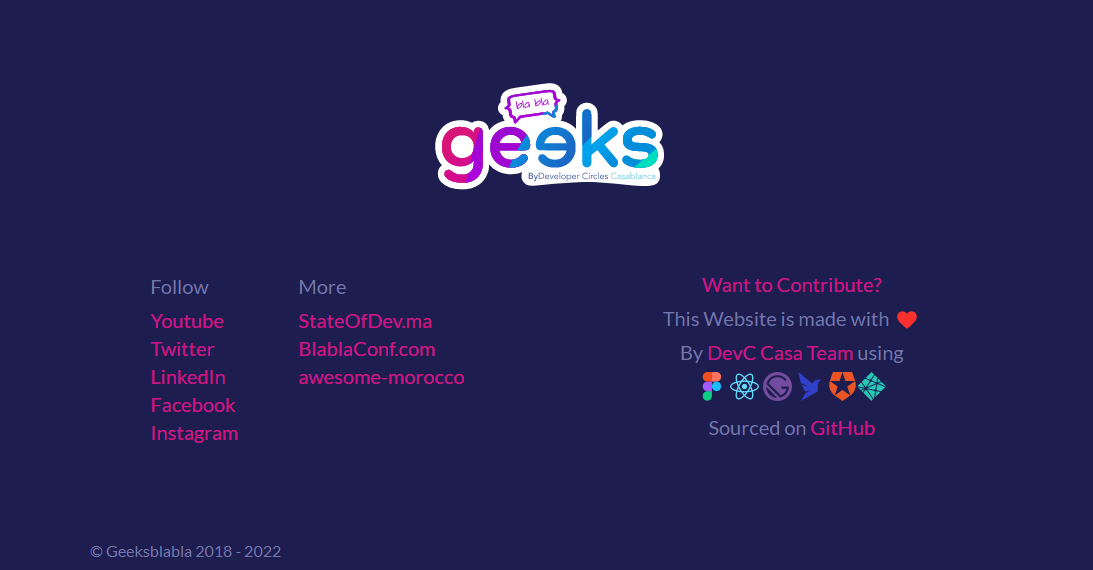 bla bla
geeks
ByDeveloper Circles Casablanca
Follow
Youtube
Twitter
LinkedIn
Facebook
Instagram
More
StateOfDev.ma
BlablaConf.com
awesome-morocco
Want to Contribute?
This Website is made with ❤️
By DevC Casa Team using
Sourced on GitHub
© Geeksblabla 2018 - 2022